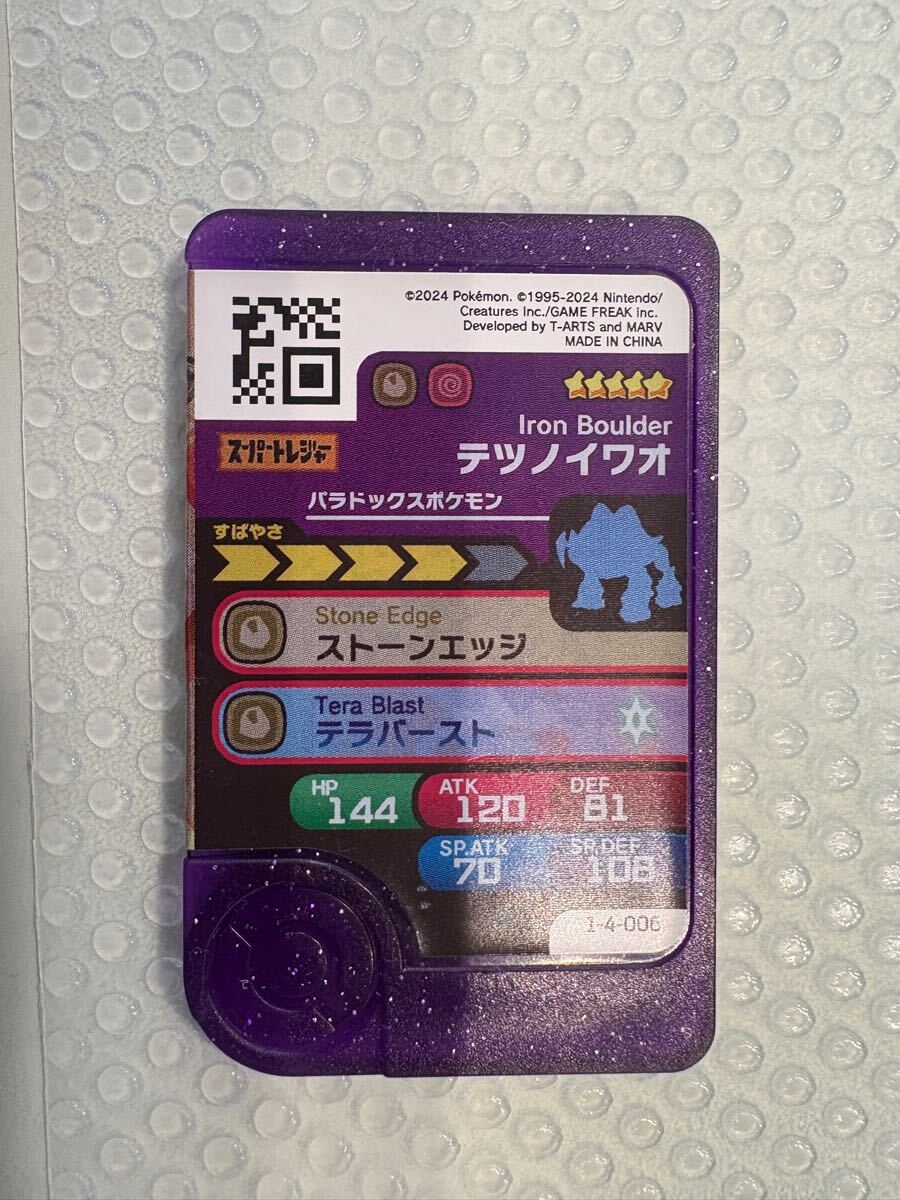 ©2024 Pokémon. ©1995-2024 Nintendo/
Creatures Inc./GAME FREAK inc.
Developed by T-ARTS and MARV
MADE IN CHINA
Iron Boulder
スーパートレジャー
テツノイワオ
パラドックスポケモン
すばやさ
Stone Edge
ストーンエッジ
Tera Blast
テラバースト
HP
144
ATK
120
DEF
81
SP.ATK
70
SP.DEF
108
1-4-006